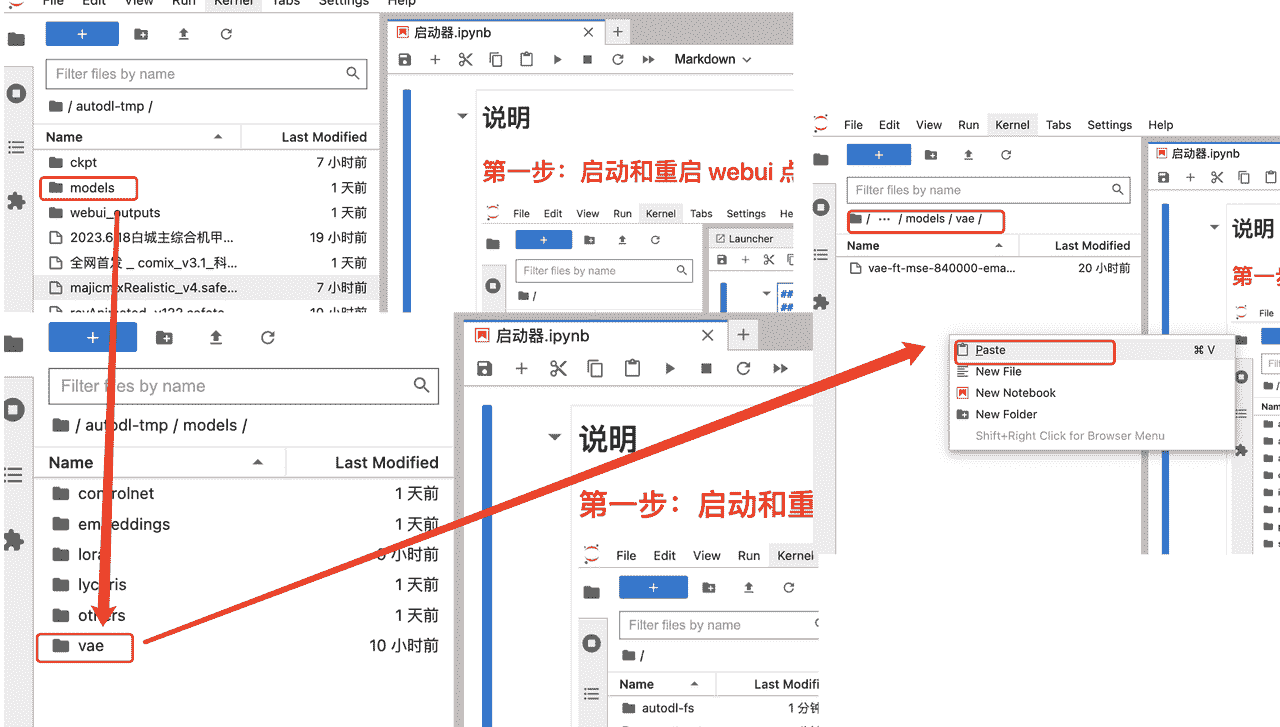 File Edit View Run Kernel Tabs Settings Help
+
启动器.ipynb
Filter files by name
Markdown
/ autodl-tmp /
Name Last Modified
ckpt 7 小时前
models 1 天前
webui_outputs 1 天前
2023.6.18白城主综合机甲... 19 小时前
全网首发 _ comix_v3.1_科... 1 天前
majicmixRealistic_v4.safe... 7 小时前
说明
第一步：启动和重启 webui 点
File Edit View Run Kernel Tabs Settings He
+
Launcher
Filter files by name
/
##
##
+
启动器.ipynb
Filter files by name
/ autodl-tmp / models /
Name Last Modified
controlnet 1 天前
embeddings 1 天前
lora 9 小时前
lycoris 1 天前
others 1 天前
vae 10 小时前
说明
第一步：启动和重
File Edit View Run Kernel
+
Filter files by name
/
Name Last Modifi
autodl-fs 1 分钟
File Edit View Run Kernel Tabs Settings Help
+
启动器.ipynb
Filter files by name
/ ··· / models / vae /
Name Last Modified
vae-ft-mse-840000-ema... 20 小时前
说明
第一
File
Paste ⌘ V
New File
New Notebook
New Folder
Shift+Right Click for Browser Menu
Filt
Nam